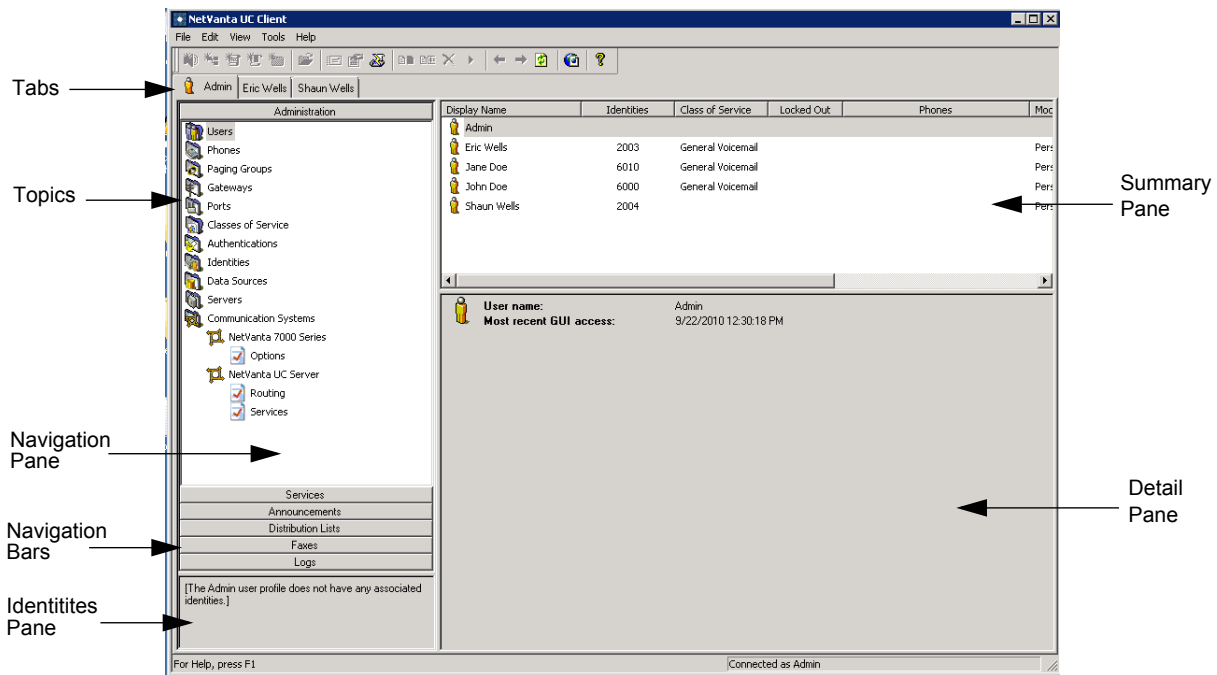 NetVanta UC Client
File Edit View Tools Help
Tabs
Admin Eric Wells Shaun Wells
Administration
Display Name Identities Class of Service Locked Out Phones Moc
Users
Admin
Phones
Eric Wells 2003 General Voicemail Pers
Paging Groups
Jane Doe 6010 General Voicemail Pers
Topics
Gateways
John Doe 6000 General Voicemail Pers
Summary
Pane
Ports
Shaun Wells 2004 Pers
Classes of Service
Authentications
Identities
Data Sources
Servers
User name: Admin
Communication Systems
Most recent GUI access: 9/22/2010 12:30:18 PM
NetVanta 7000 Series
Options
NetVanta UC Server
Routing
Services
Navigation
Pane
Services
Announcements
Distribution Lists
Faxes
Logs
Detail
Pane
Navigation
Bars
[The Admin user profile does not have any associated
identities.]
Identitites
Pane
For Help, press F1
Connected as Admin